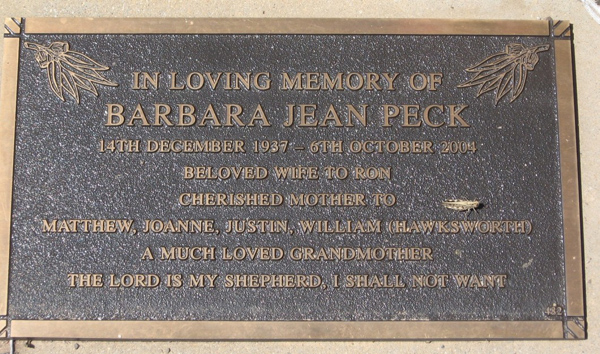 IN LOVING MEMORY OF
BARBARA JEAN PECK
14TH DECEMBER 1937 – 6TH OCTOBER 2004
BELOVED WIFE TO RON
CHERISHED MOTHER TO
MATTHEW, JOANNE, JUSTIN, WILLIAM (HAWKSWORTH)
A MUCH LOVED GRANDMOTHER
THE LORD IS MY SHEPHERD, I SHALL NOT WANT